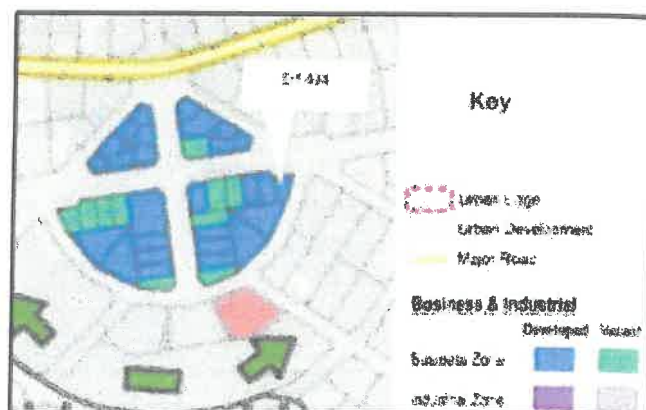 Key
Urban Edge
Urban Development
Major Road
Business & Industrial
Developed Vacant
Business Zone
Industrial Zone